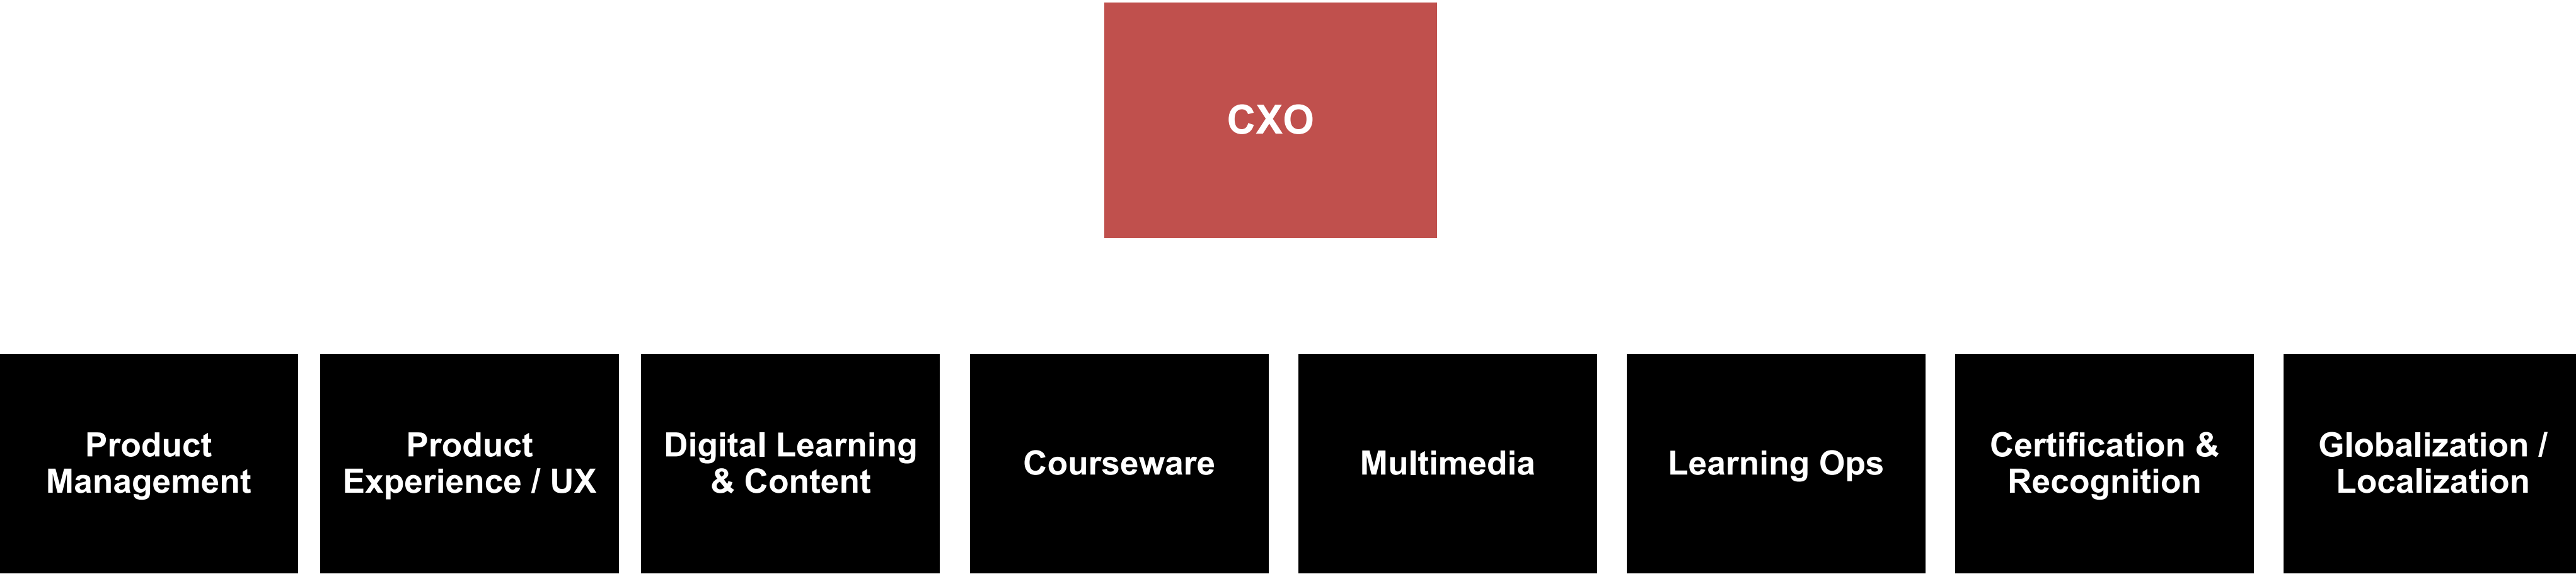 CXO
Product
Management
Product
Experience / UX
Digital Learning
& Content
Courseware
Multimedia
Learning Ops
Certification &
Recognition
Globalization /
Localization